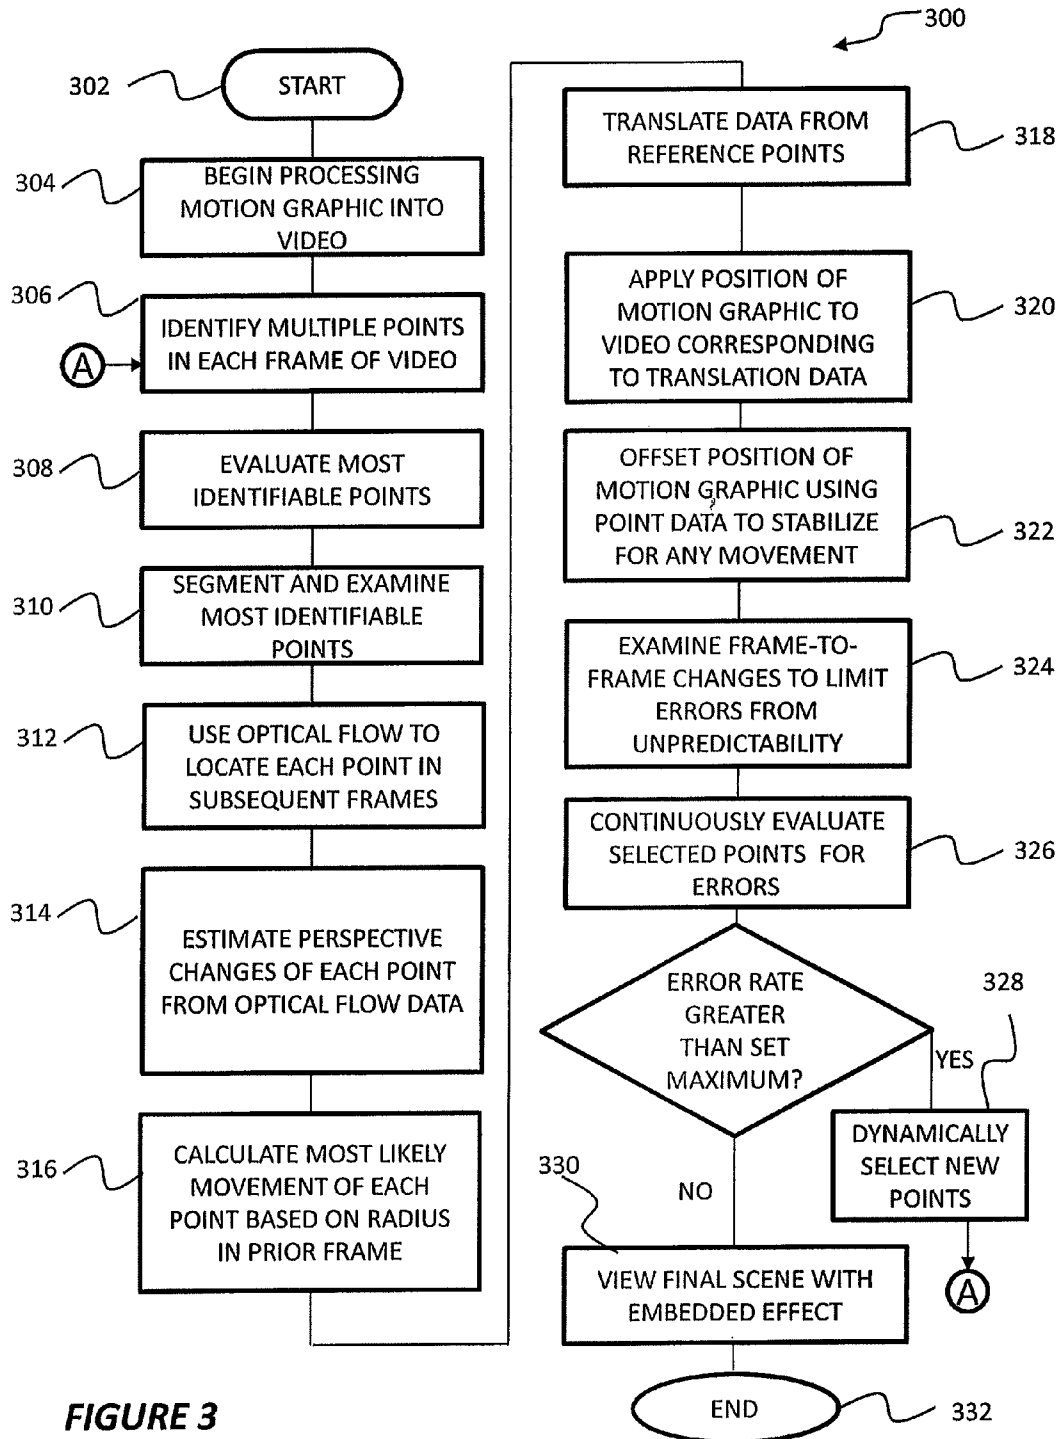 300
302
START
304
BEGIN PROCESSING
MOTION GRAPHIC INTO
VIDEO
306
IDENTIFY MULTIPLE POINTS
IN EACH FRAME OF VIDEO
A
308
EVALUATE MOST
IDENTIFIABLE POINTS
310
SEGMENT AND EXAMINE
MOST IDENTIFIABLE
POINTS
312
USE OPTICAL FLOW TO
LOCATE EACH POINT IN
SUBSEQUENT FRAMES
314
ESTIMATE PERSPECTIVE
CHANGES OF EACH POINT
FROM OPTICAL FLOW DATA
316
CALCULATE MOST LIKELY
MOVEMENT OF EACH
POINT BASED ON RADIUS
IN PRIOR FRAME
TRANSLATE DATA FROM
REFERENCE POINTS
318
APPLY POSITION OF
MOTION GRAPHIC TO
VIDEO CORRESPONDING
TO TRANSLATION DATA
320
OFFSET POSITION OF
MOTION GRAPHIC USING
POINT DATA TO STABILIZE
FOR ANY MOVEMENT
322
EXAMINE FRAME-TO-
FRAME CHANGES TO LIMIT
ERRORS FROM
UNPREDICTABILITY
324
CONTINUOUSLY EVALUATE
SELECTED POINTS FOR
ERRORS
326
ERROR RATE
GREATER
THAN SET
MAXIMUM?
YES
328
DYNAMICALLY
SELECT NEW
POINTS
A
NO
330
VIEW FINAL SCENE WITH
EMBEDDED EFFECT
END
332
FIGURE 3